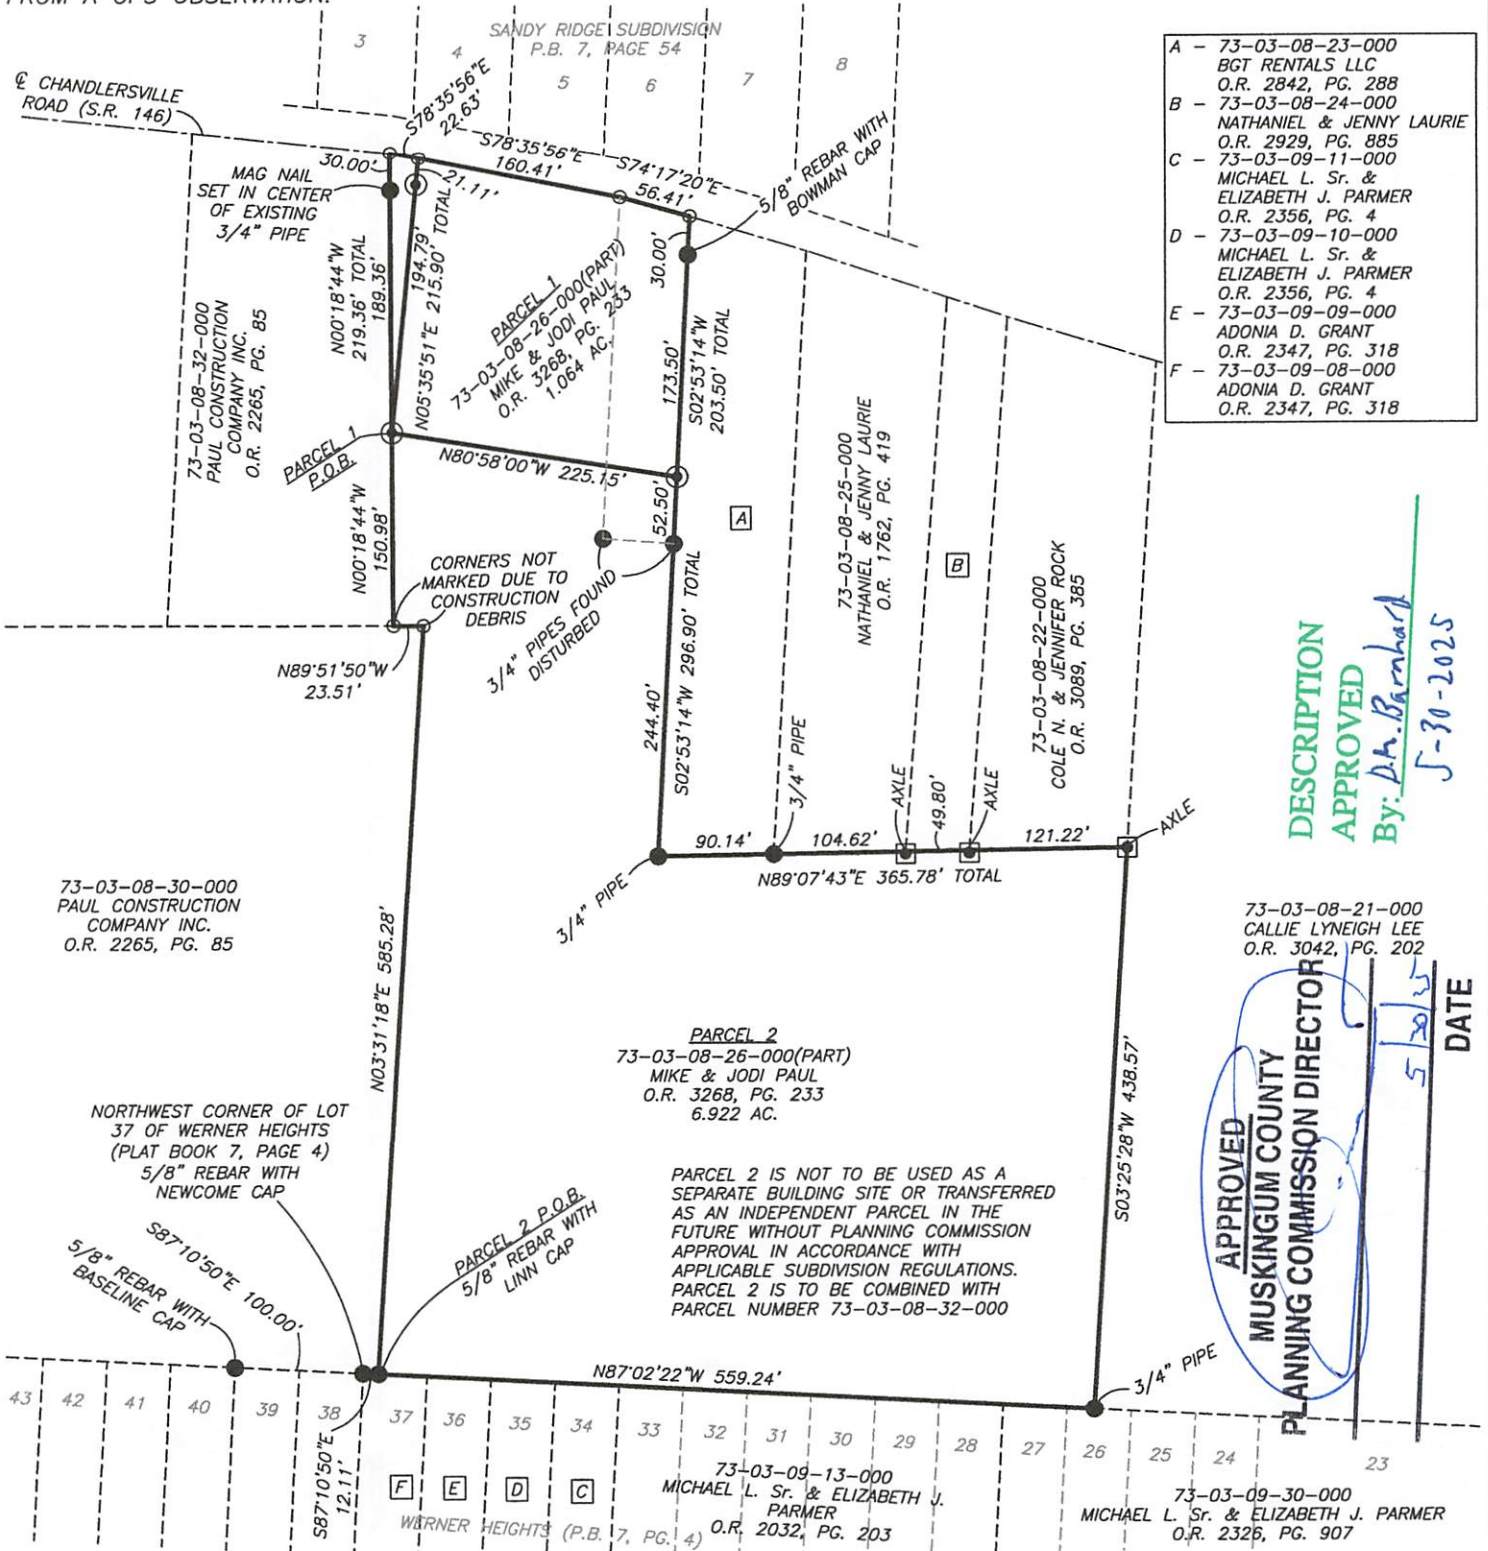 FROM A GPS OBSERVATION.
SANDY RIDGE SUBDIVISION
P.B. 7, PAGE 54
3
4
5
6
7
8
℄ CHANDLERSVILLE
ROAD (S.R. 146)
S78°35'56"E
22.63'
S78°35'56"E
160.41'
S74°17'20"E
56.41'
5/8" REBAR WITH
BOWMAN CAP
30.00'
21.11'
MAG NAIL
SET IN CENTER
OF EXISTING
3/4" PIPE
N00°18'44"W
219.36' TOTAL
189.36'
194.79'
N05°35'51"E 215.90' TOTAL
PARCEL 1
73-03-08-26-000(PART)
MIKE & JODI PAUL
O.R. 3268, PG. 233
1.064 AC.
30.00'
173.50'
S02°53'14"W
203.50' TOTAL
73-03-08-32-000
PAUL CONSTRUCTION
COMPANY INC.
O.R. 2265, PG. 85
PARCEL 1
P.O.B.
N80°58'00"W 225.15'
N00°18'44"W
150.98'
52.50'
CORNERS NOT
MARKED DUE TO
CONSTRUCTION
DEBRIS
3/4" PIPES FOUND
DISTURBED
N89°51'50"W
23.51'
244.40'
S02°53'14"W 296.90' TOTAL
A
73-03-08-25-000
NATHANIEL & JENNY LAURIE
O.R. 1762, PG. 419
B
73-03-08-22-000
COLE N. & JENNIFER ROCK
O.R. 3089, PG. 385
A - 73-03-08-23-000
BGT RENTALS LLC
O.R. 2842, PG. 288
B - 73-03-08-24-000
NATHANIEL & JENNY LAURIE
O.R. 2929, PG. 885
C - 73-03-09-11-000
MICHAEL L. Sr. &
ELIZABETH J. PARMER
O.R. 2356, PG. 4
D - 73-03-09-10-000
MICHAEL L. Sr. &
ELIZABETH J. PARMER
O.R. 2356, PG. 4
E - 73-03-09-09-000
ADONIA D. GRANT
O.R. 2347, PG. 318
F - 73-03-09-08-000
ADONIA D. GRANT
O.R. 2347, PG. 318
DESCRIPTION
APPROVED
By: D.M. Barnhard
5-30-2025
3/4" PIPE
AXLE
49.80'
AXLE
AXLE
90.14'
104.62'
121.22'
N89°07'43"E 365.78' TOTAL
3/4" PIPE
73-03-08-30-000
PAUL CONSTRUCTION
COMPANY INC.
O.R. 2265, PG. 85
N03°31'18"E 585.28'
73-03-08-21-000
CALLIE LYNEIGH LEE
O.R. 3042, PG. 202
APPROVED
MUSKINGUM COUNTY
PLANNING COMMISSION DIRECTOR
5/30/25
DATE
PARCEL 2
73-03-08-26-000(PART)
MIKE & JODI PAUL
O.R. 3268, PG. 233
6.922 AC.
S03°25'28"W 438.57'
NORTHWEST CORNER OF LOT
37 OF WERNER HEIGHTS
(PLAT BOOK 7, PAGE 4)
5/8" REBAR WITH
NEWCOME CAP
PARCEL 2 IS NOT TO BE USED AS A
SEPARATE BUILDING SITE OR TRANSFERRED
AS AN INDEPENDENT PARCEL IN THE
FUTURE WITHOUT PLANNING COMMISSION
APPROVAL IN ACCORDANCE WITH
APPLICABLE SUBDIVISION REGULATIONS.
PARCEL 2 IS TO BE COMBINED WITH
PARCEL NUMBER 73-03-08-32-000
PARCEL 2 P.O.B.
5/8" REBAR WITH
LINN CAP
S87°10'50"E 100.00'
5/8" REBAR WITH
BASELINE CAP
N87°02'22"W 559.24'
3/4" PIPE
43
42
41
40
39
38
37
36
35
34
33
32
31
30
29
28
27
26
25
24
23
S87°10'50"E
12.11'
F
E
D
C
WERNER HEIGHTS (P.B. 7, PG. 4)
73-03-09-13-000
MICHAEL L. Sr. & ELIZABETH J.
PARMER
O.R. 2032, PG. 203
73-03-09-30-000
MICHAEL L. Sr. & ELIZABETH J. PARMER
O.R. 2326, PG. 907